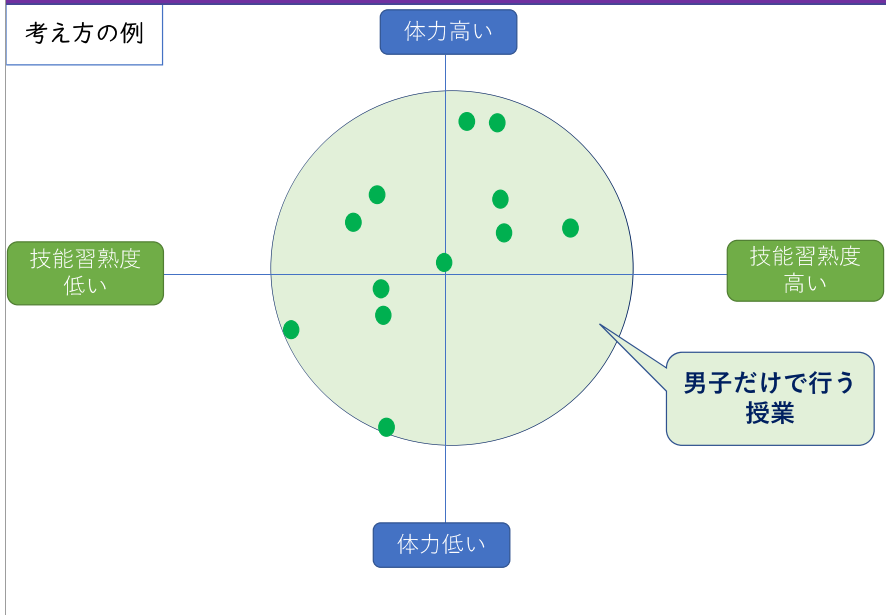 考え方の例
体力高い
技能習熟度
低い
技能習熟度
高い
男子だけで行う
授業
体力低い